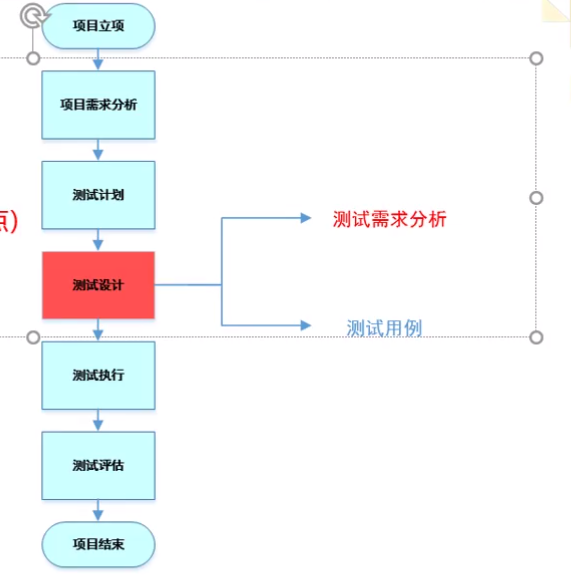 项目立项
项目需求分析
测试计划
点)
测试需求分析
测试设计
测试用例
测试执行
测试评估
项目结束